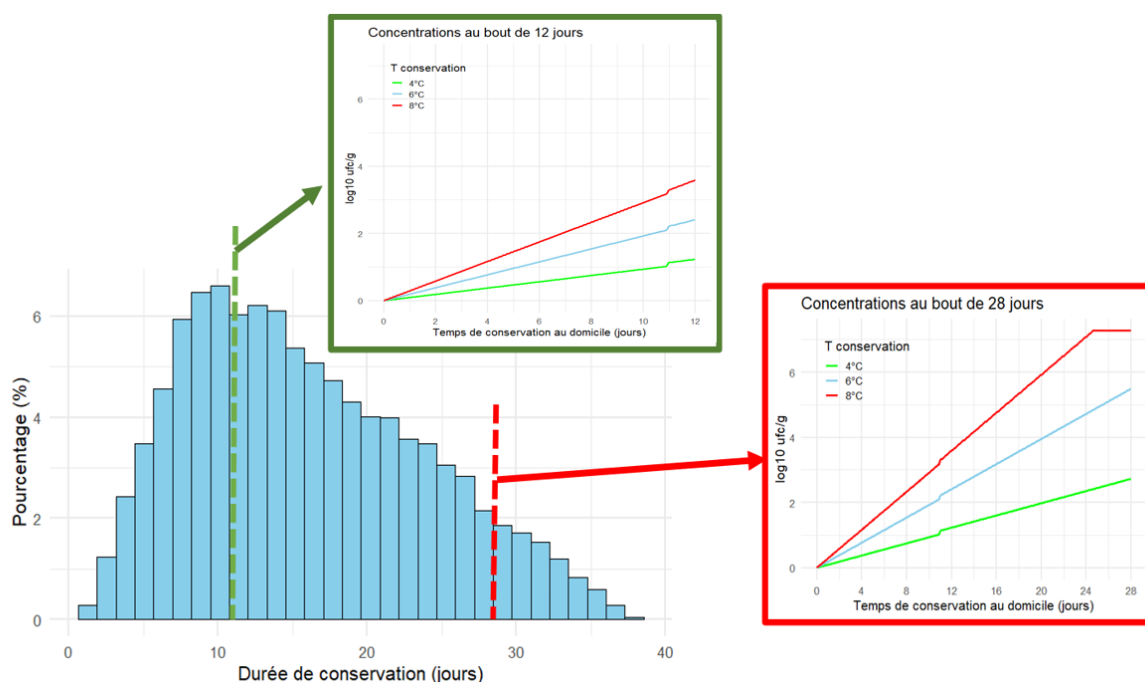 Concentrations au bout de 12 jours
T conservation
4°C
6°C
8°C
6
4
2
0
log10 ufc/g
0 2 4 6 8 10 12
Temps de conservation au domicile (jours)
6
4
2
0
Pourcentage (%)
0 10 20 30 40
Durée de conservation (jours)
Concentrations au bout de 28 jours
T conservation
4°C
6°C
8°C
6
4
2
0
log10 ufc/g
0 4 8 12 16 20 24 28
Temps de conservation au domicile (jours)